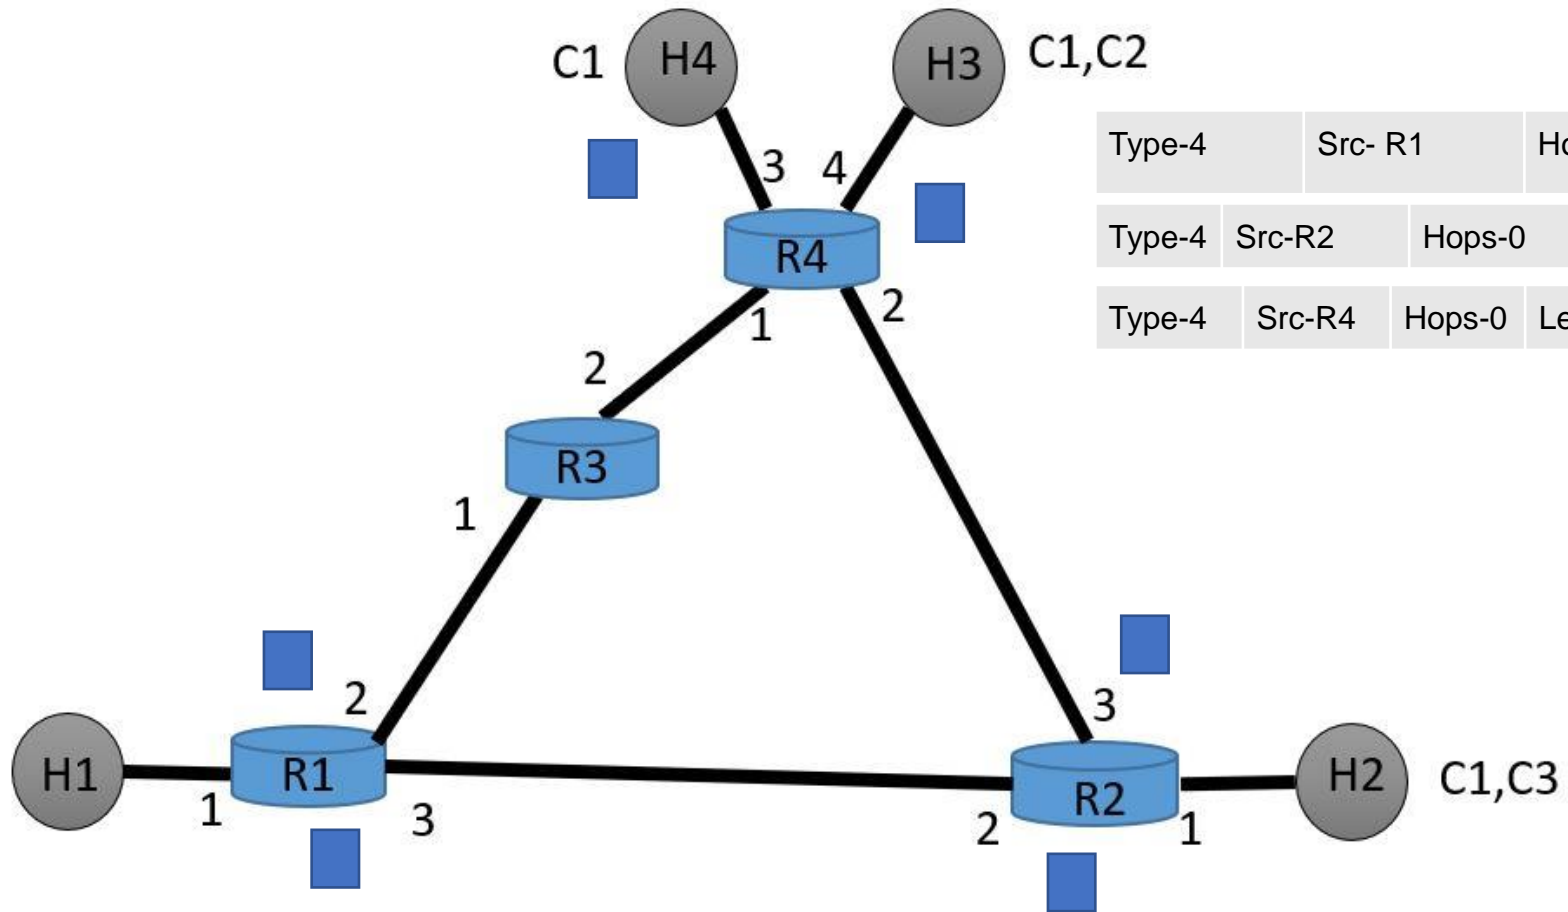 C1
H4
H3
C1,C2
Type-4 Src- R1
3
4
Type-4 Src-R2 Hops-0
R4
Type-4 Src-R4 Hops-0
1
2
2
R3
1
2
3
H1
R1
R2
H2
C1,C3
1
3
2
1